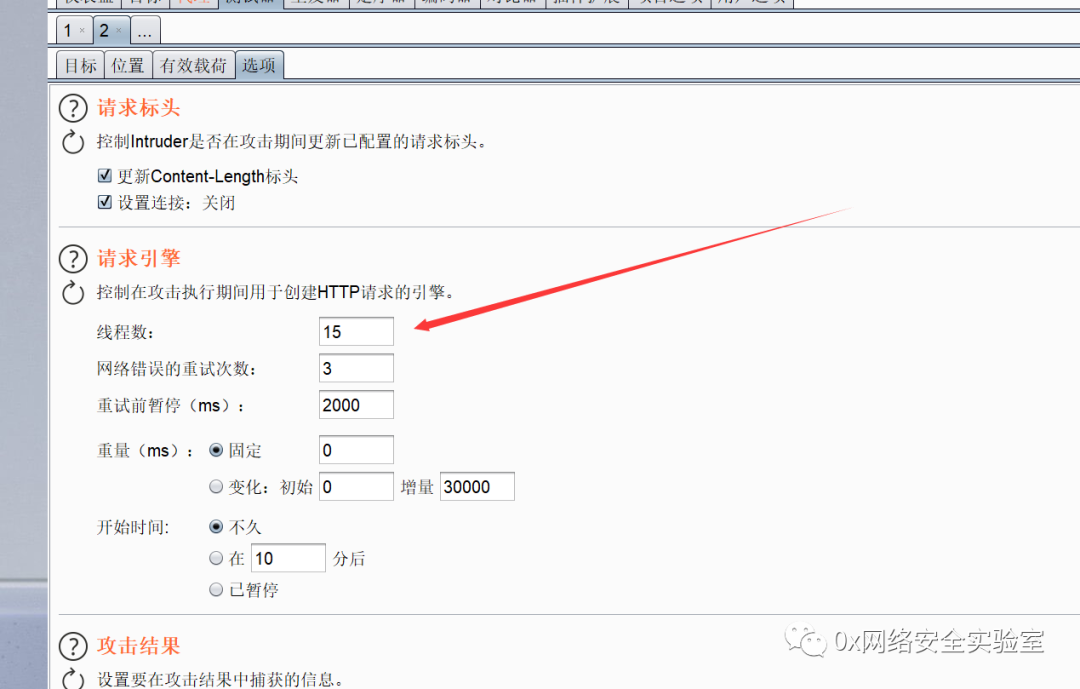 1 × 2 × ...
目标 位置 有效载荷 选项
? 请求标头
控制Intruder是否在攻击期间更新已配置的请求标头。
更新Content-Length标头
设置连接：关闭
? 请求引擎
控制在攻击执行期间用于创建HTTP请求的引擎。
线程数： 15
网络错误的重试次数： 3
重试前暂停（ms）： 2000
重量（ms）： 固定 0
变化：初始 0 增量 30000
开始时间: 不久
在 10 分后
已暂停
? 攻击结果
0x网络安全实验室
设置要在攻击结果中捕获的信息。